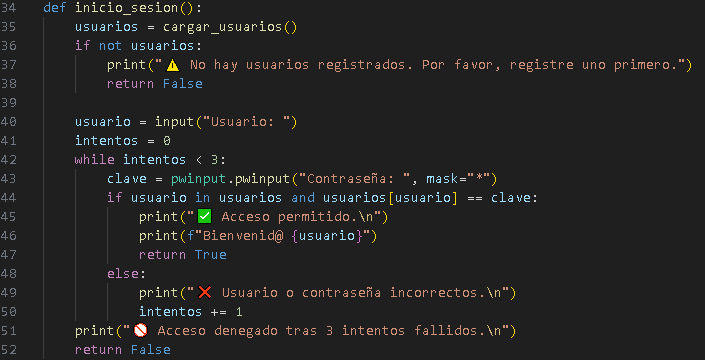 34 def inicio_sesion():
35     usuarios = cargar_usuarios()
36     if not usuarios:
37         print("⚠️ No hay usuarios registrados. Por favor, registre uno primero.")
38         return False
39
40     usuario = input("Usuario: ")
41     intentos = 0
42     while intentos < 3:
43         clave = pwinput.pwinput("Contraseña: ", mask="*")
44         if usuario in usuarios and usuarios[usuario] == clave:
45             print("✅ Acceso permitido.\n")
46             print(f"Bienvenid@ {usuario}")
47             return True
48         else:
49             print("❌ Usuario o contraseña incorrectos.\n")
50             intentos += 1
51     print("🚫 Acceso denegado tras 3 intentos fallidos.\n")
52     return False